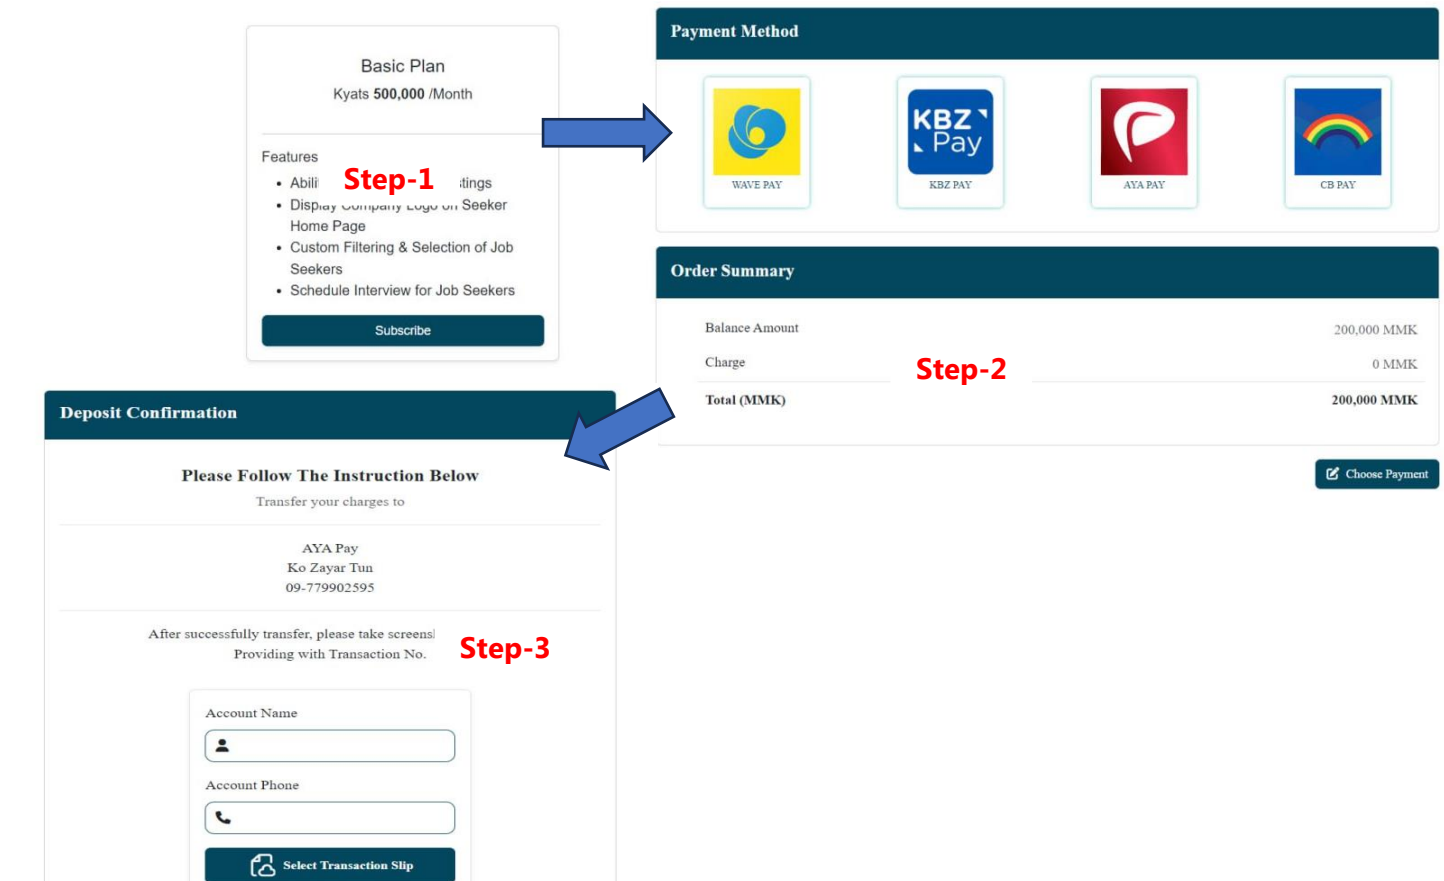 Basic Plan
Kyats 500,000 /Month
Features
Step-1
• Display Company Logo on Seeker
Home Page
• Custom Filtering & Selection of Job
Seekers
• Schedule Interview for Job Seekers
Subscribe
Payment Method
KBZ
Pay
WAVE PAY
KBZ PAY
AYA PAY
CB PAY
Order Summary
Balance Amount 200,000 MMK
Charge 0 MMK
Step-2
Total (MMK) 200,000 MMK
Choose Payment
Deposit Confirmation
Please Follow The Instruction Below
Transfer your charges to
AYA Pay
Ko Zayar Tun
09-779902595
After successfully transfer, please take
Providing with Transaction No.
Step-3
Account Name
Account Phone
Select Transaction Slip